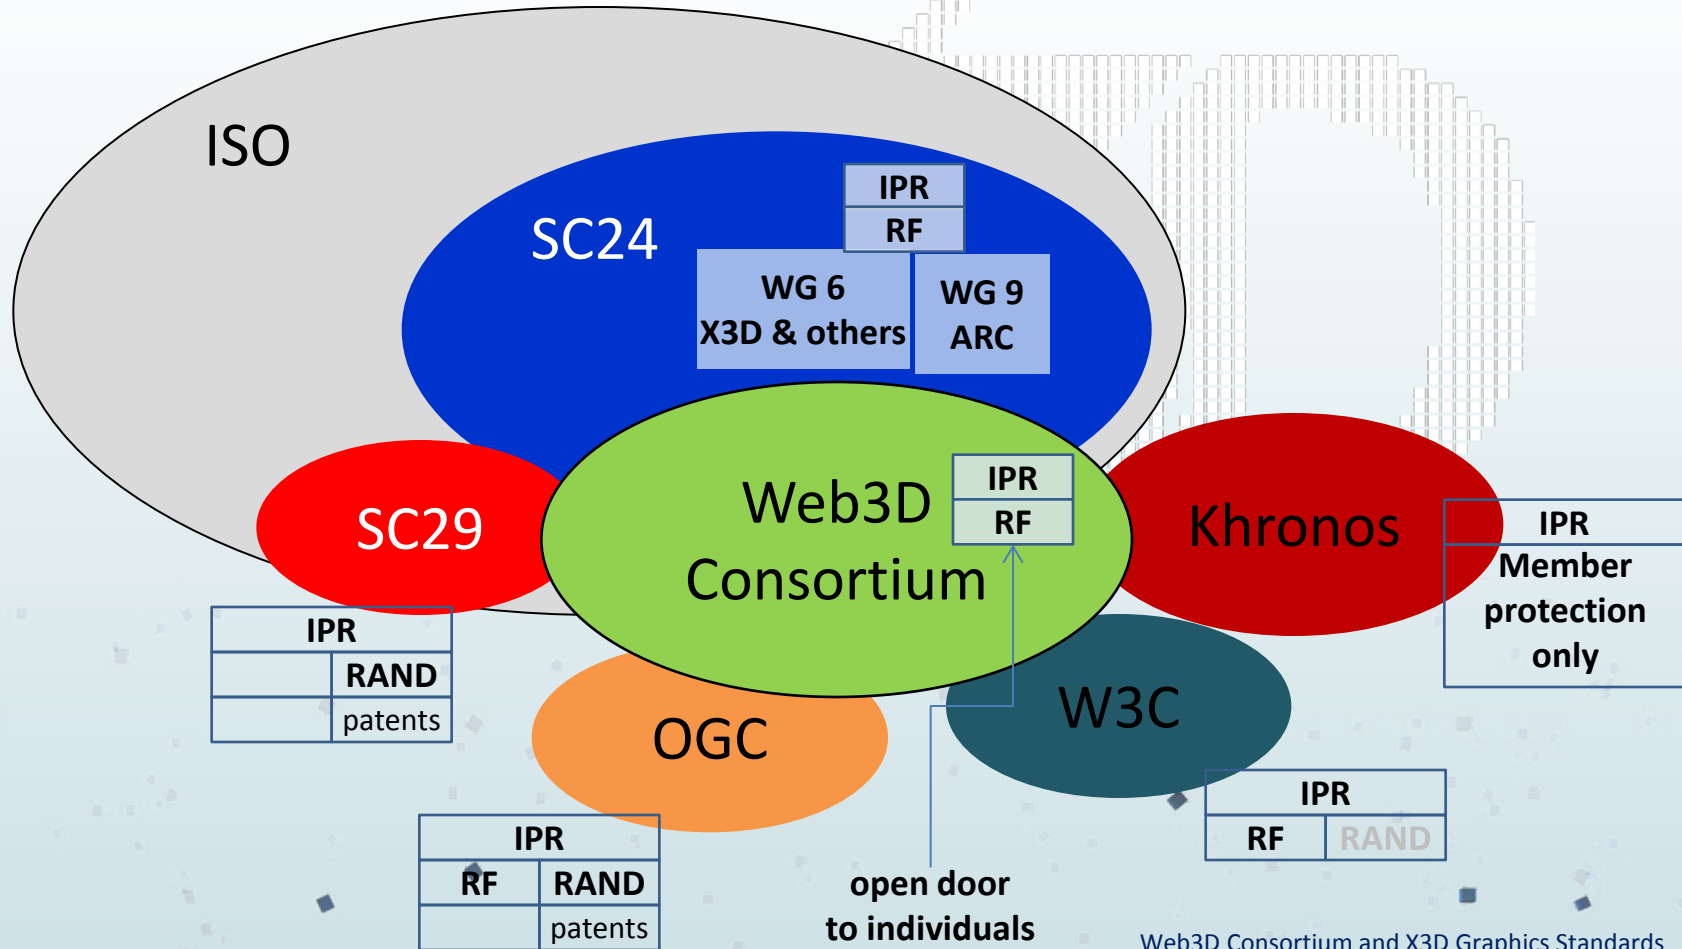 ISO
SC24
IPR
RF
WG 6
X3D & others
WG 9
ARC
SC29
Web3D
Consortium
IPR
RF
Khronos
IPR
Member
protection
only
IPR
RAND
patents
OGC
W3C
IPR
RF RAND
IPR
RF RAND
patents
open door
to individuals
Web3D Consortium and X3D Graphics Standards